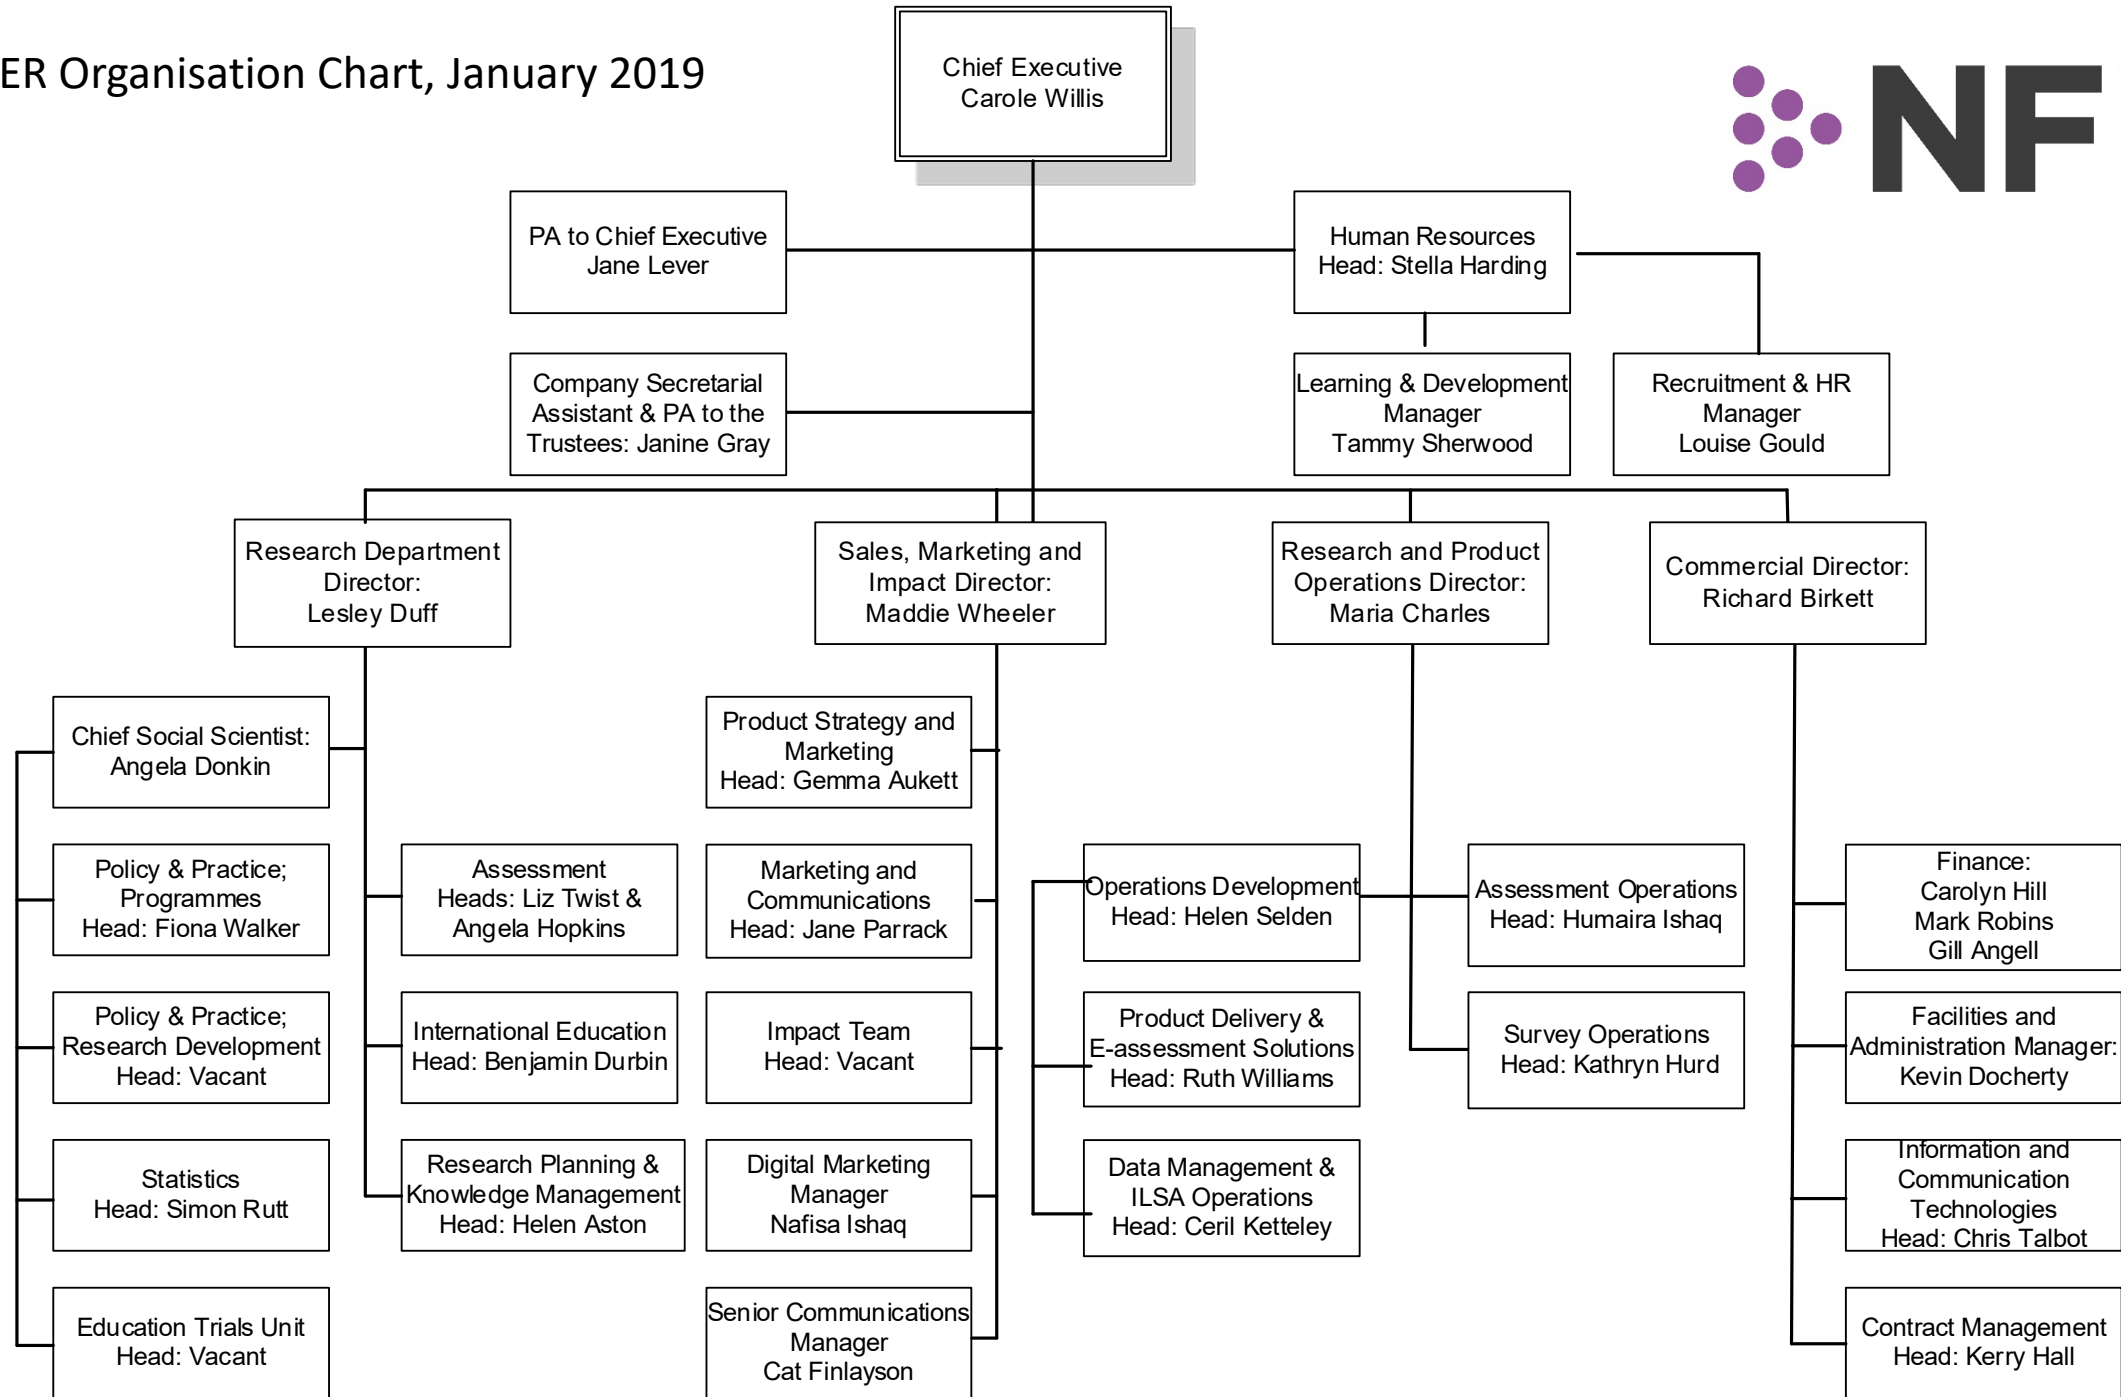 ER Organisation Chart, January 2019
NF
Chief Executive
Carole Willis
PA to Chief Executive
Jane Lever
Human Resources
Head: Stella Harding
Company Secretarial
Assistant & PA to the
Trustees: Janine Gray
Learning & Development
Manager
Tammy Sherwood
Recruitment & HR
Manager
Louise Gould
Research Department
Director:
Lesley Duff
Sales, Marketing and
Impact Director:
Maddie Wheeler
Research and Product
Operations Director:
Maria Charles
Commercial Director:
Richard Birkett
Chief Social Scientist:
Angela Donkin
Policy & Practice;
Programmes
Head: Fiona Walker
Policy & Practice;
Research Development
Head: Vacant
Statistics
Head: Simon Rutt
Education Trials Unit
Head: Vacant
Assessment
Heads: Liz Twist &
Angela Hopkins
International Education
Head: Benjamin Durbin
Research Planning &
Knowledge Management
Head: Helen Aston
Product Strategy and
Marketing
Head: Gemma Aukett
Marketing and
Communications
Head: Jane Parrack
Impact Team
Head: Vacant
Digital Marketing
Manager
Nafisa Ishaq
Senior Communications
Manager
Cat Finlayson
Operations Development
Head: Helen Selden
Product Delivery &
E-assessment Solutions
Head: Ruth Williams
Data Management &
ILSA Operations
Head: Ceril Ketteley
Assessment Operations
Head: Humaira Ishaq
Survey Operations
Head: Kathryn Hurd
Finance:
Carolyn Hill
Mark Robins
Gill Angell
Facilities and
Administration Manager:
Kevin Docherty
Information and
Communication
Technologies
Head: Chris Talbot
Contract Management
Head: Kerry Hall